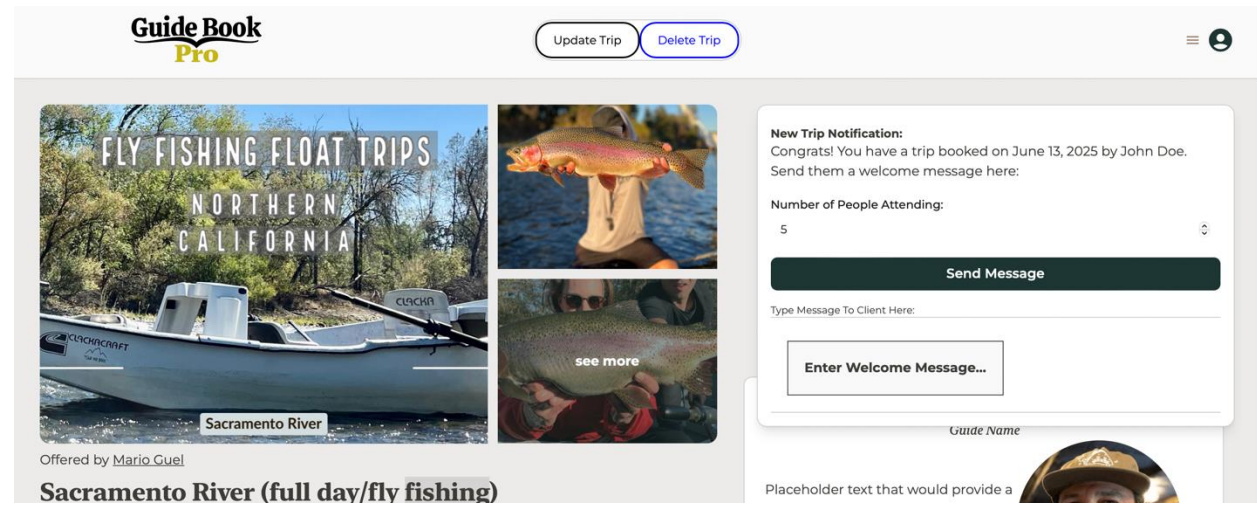 Guide Book
Pro
Update Trip
Delete Trip
FLY FISHING FLOAT TRIPS
NORTHERN
CALIFORNIA
CLACKA
CLACKACRAFT
Sacramento River
see more
Offered by Mario Guel
Sacramento River (full day/fly fishing)
New Trip Notification:
Congrats! You have a trip booked on June 13, 2025 by John Doe.
Send them a welcome message here:
Number of People Attending:
5
Send Message
Type Message To Client Here:
Enter Welcome Message...
Guide Name
Placeholder text that would provide a